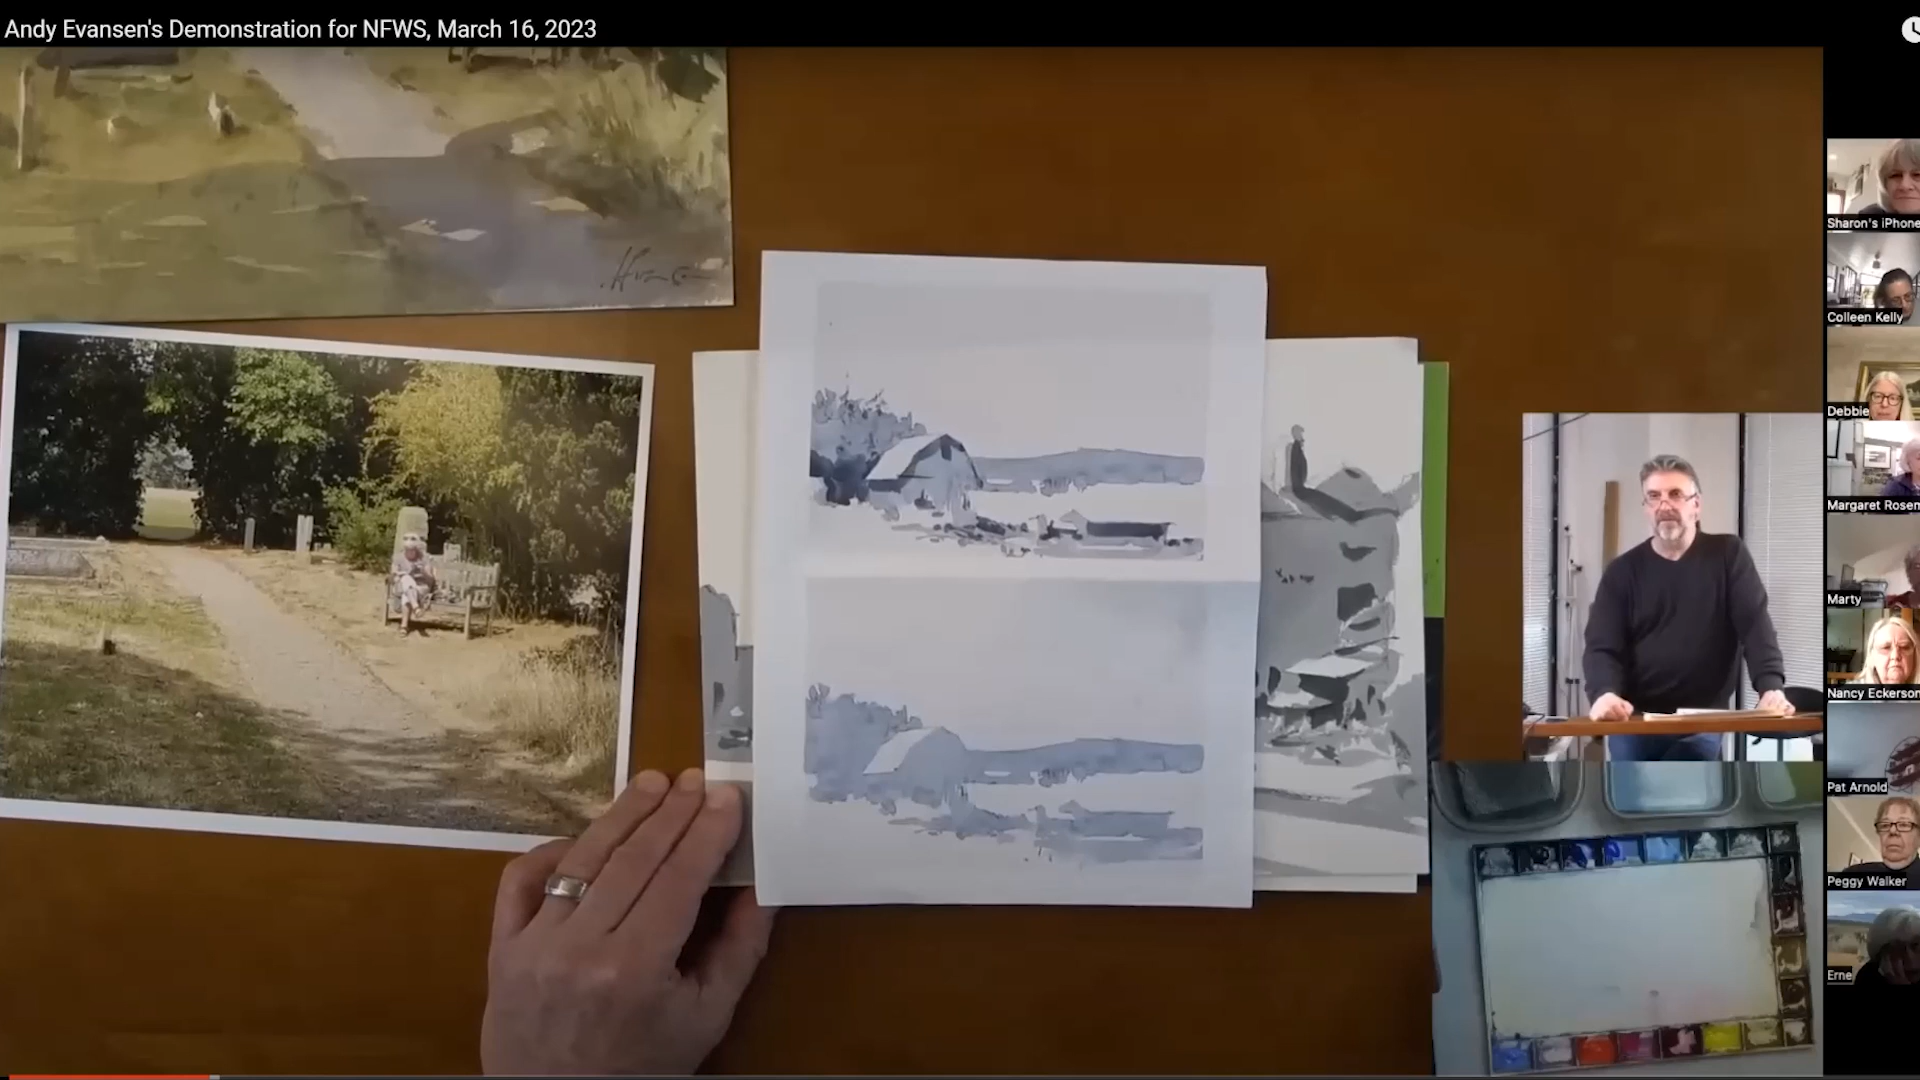 Andy Evansen's Demonstration for NFWS, March 16, 2023
Sharon's iPhone
Colleen Kelly
Debbie
Margaret Rosen
Marty
Nancy Eckerson
Pat Arnold
Peggy Walker
Erne